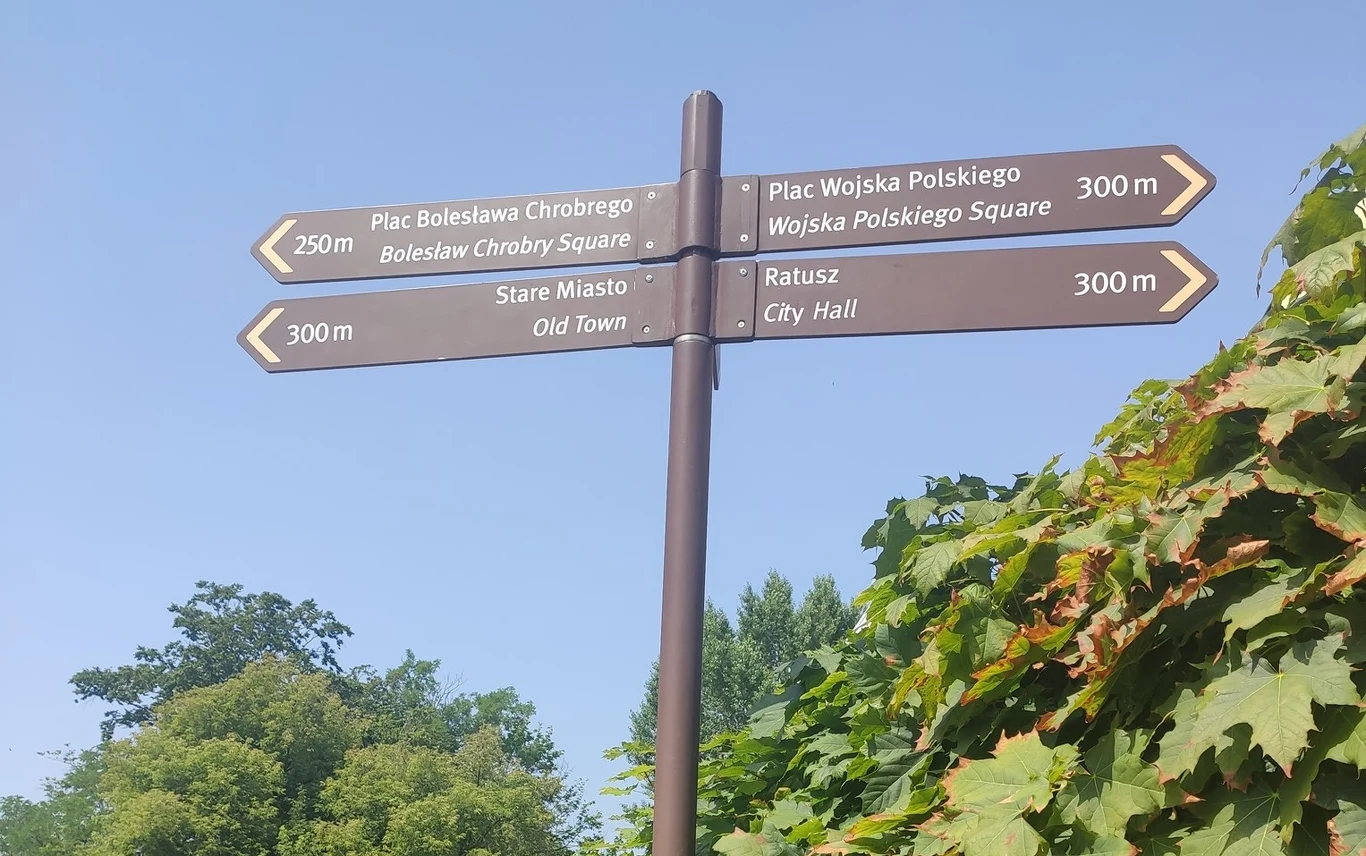 Plac Bolesława Chrobrego
Bolesław Chrobry Square
250 m
Stare Miasto
Old Town
300 m
Plac Wojska Polskiego
Wojska Polskiego Square
300 m
Ratusz
City Hall
300 m